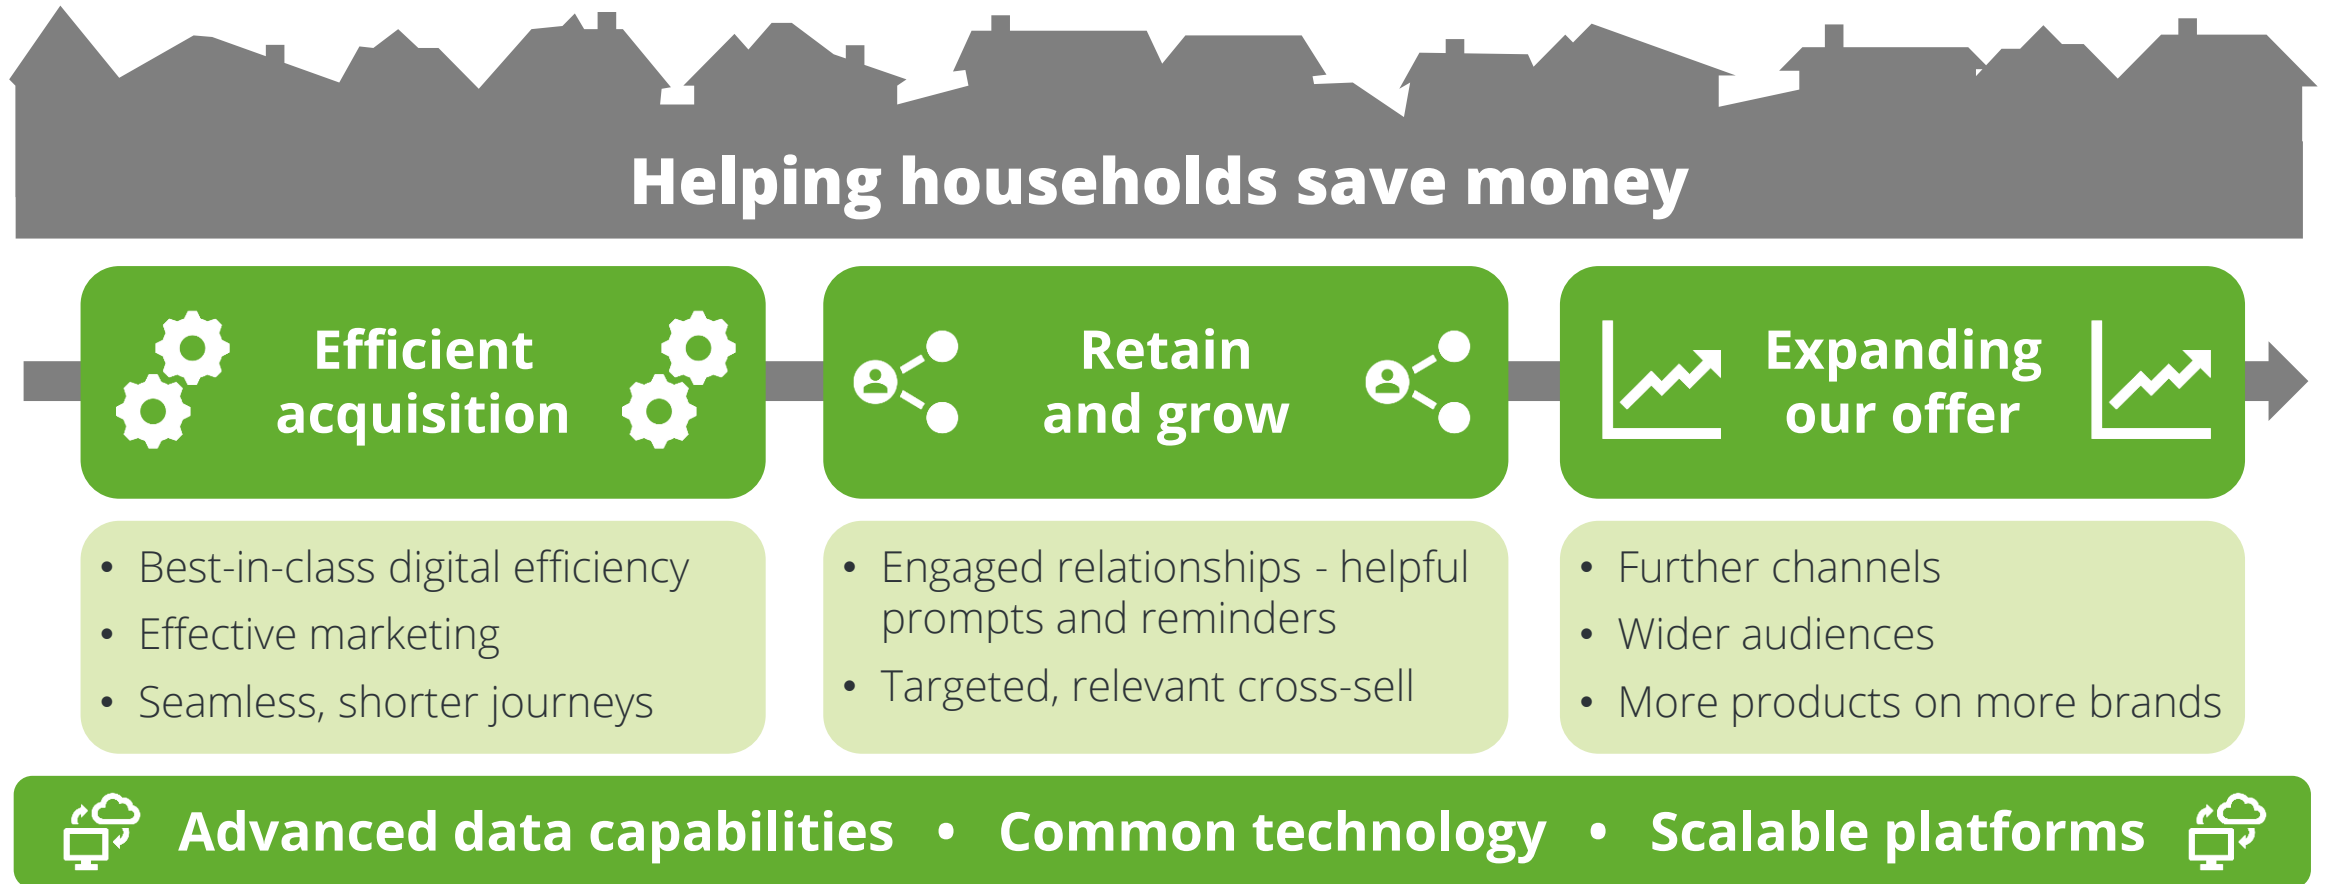 Helping households save money
Efficient
acquisition
Retain
and grow
Expanding
our offer
• Best-in-class digital efficiency
• Effective marketing
• Seamless, shorter journeys
• Engaged relationships - helpful
prompts and reminders
• Targeted, relevant cross-sell
• Further channels
• Wider audiences
• More products on more brands
Advanced data capabilities • Common technology • Scalable platforms